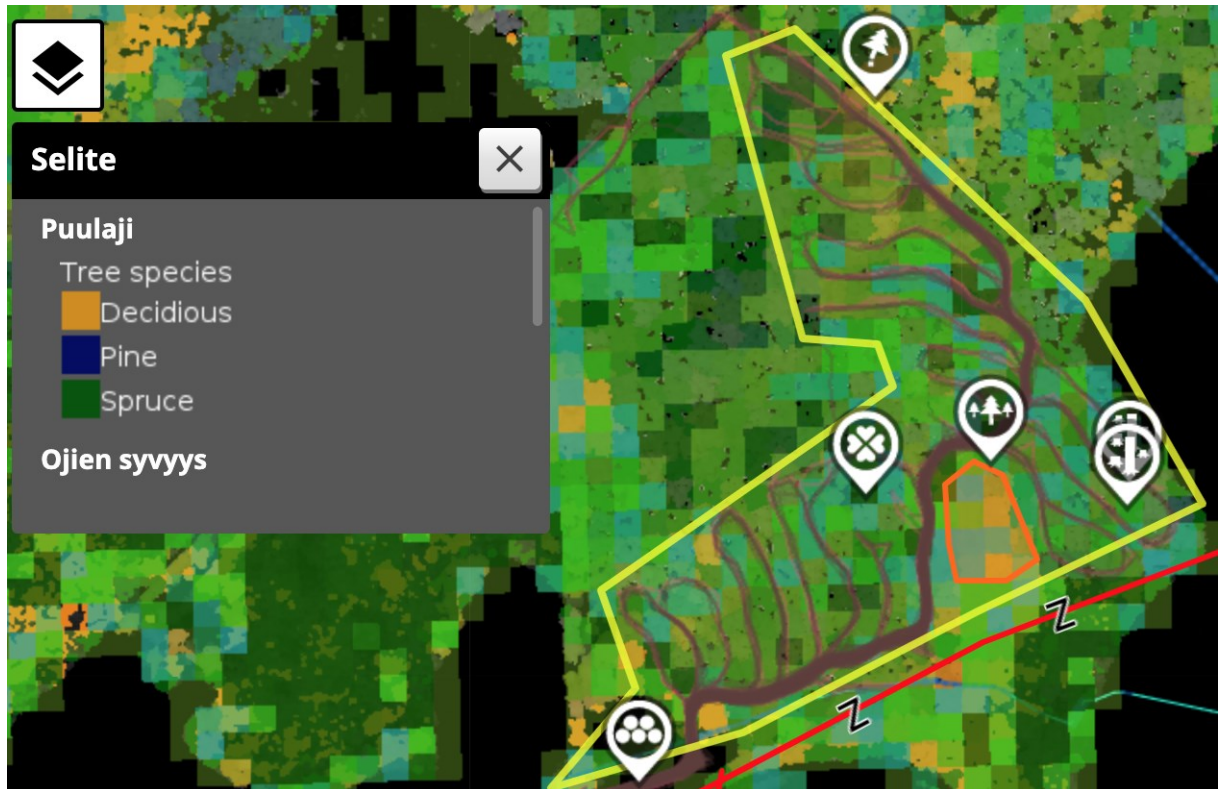 Selite
Puulaji
Tree species
Decidious
Pine
Spruce
Ojien syvyys
Z
Z